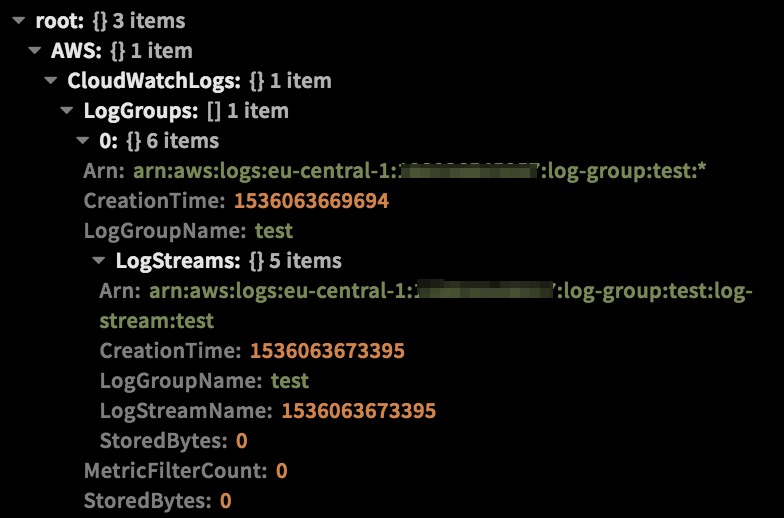 root: {} 3 items
AWS: {} 1 item
CloudWatchLogs: {} 1 item
LogGroups: [] 1 item
0: {} 6 items
Arn: arn:aws:logs:eu-central-1: :log-group:test:*
CreationTime: 1536063669694
LogGroupName: test
LogStreams: {} 5 items
Arn: arn:aws:logs:eu-central-1: :log-group:test:log-
stream:test
CreationTime: 1536063673395
LogGroupName: test
LogStreamName: 1536063673395
StoredBytes: 0
MetricFilterCount: 0
StoredBytes: 0